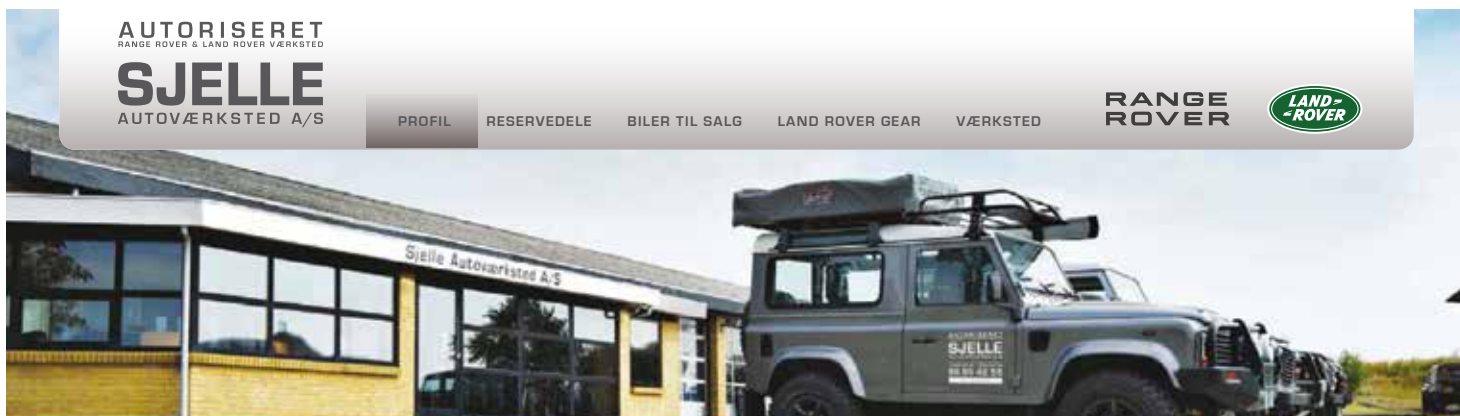 AUTORISERET
RANGE ROVER & LAND ROVER VÆRKSTED
SJELLE
AUTOVÆRKSTED A/S
PROFIL
RESERVEDELE
BILER TIL SALG
LAND ROVER GEAR
VÆRKSTED
RANGE
ROVER
LAND-
-ROVER
Sjelle Autoværksted A/S
AUTORISERET
SJELLE